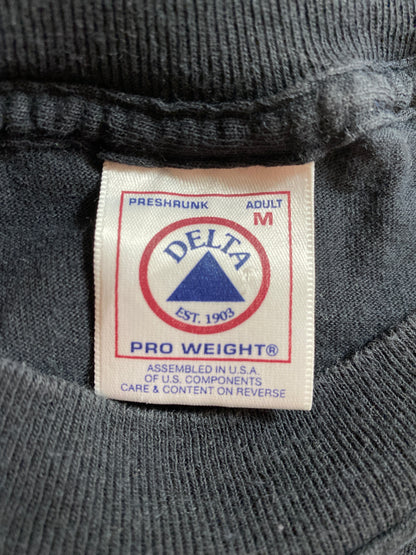 PRESHRUNK ADULT
M
DELTA
EST. 1903
PRO WEIGHT®
ASSEMBLED IN U.S.A.
OF U.S. COMPONENTS
CARE & CONTENT ON REVERSE